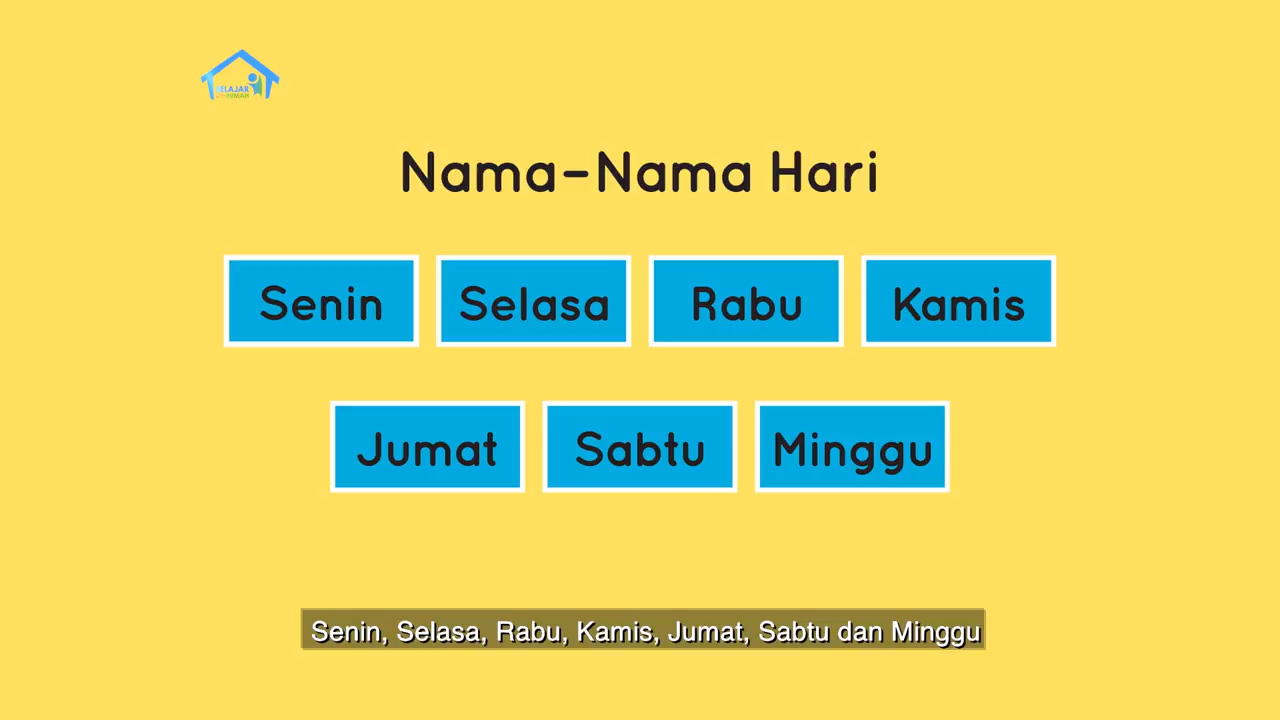 BELAJAR
RUMAH
Nama-Nama Hari
Senin Selasa Rabu Kamis
Jumat Sabtu Minggu
Senin, Selasa, Rabu, Kamis, Jumat, Sabtu dan Minggu